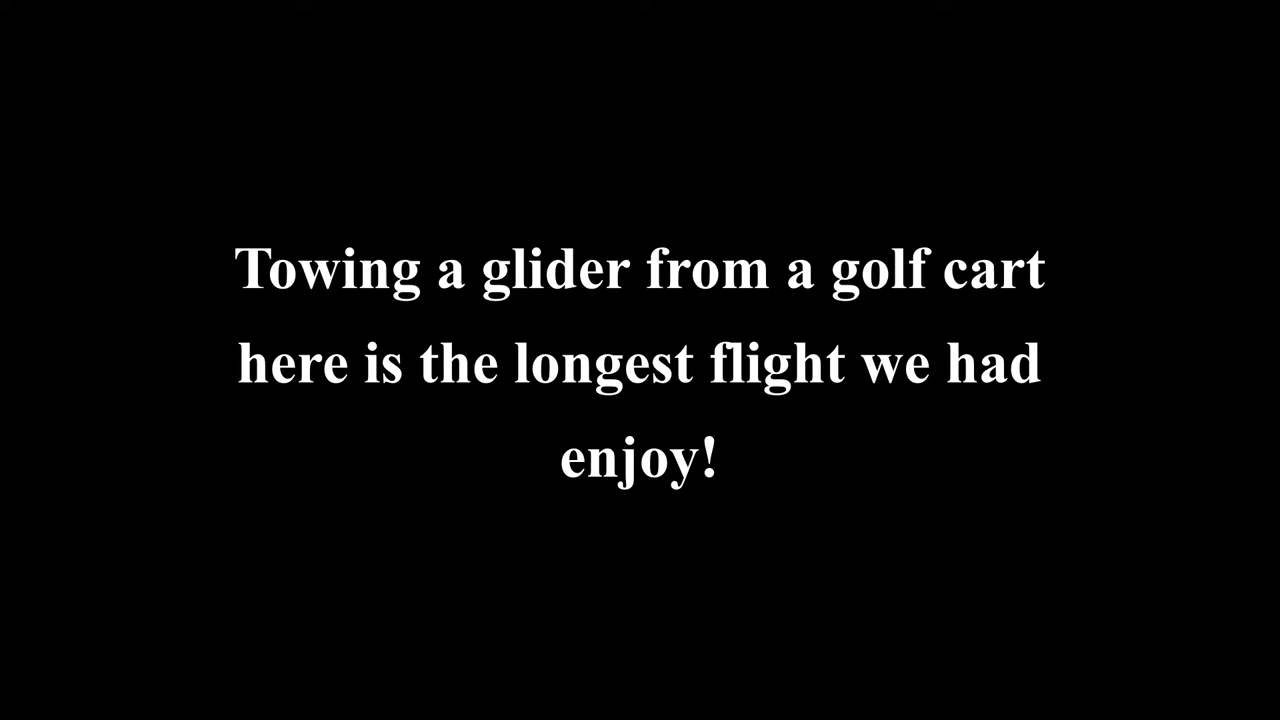 Towing a glider from a golf cart
here is the longest flight we had
enjoy!